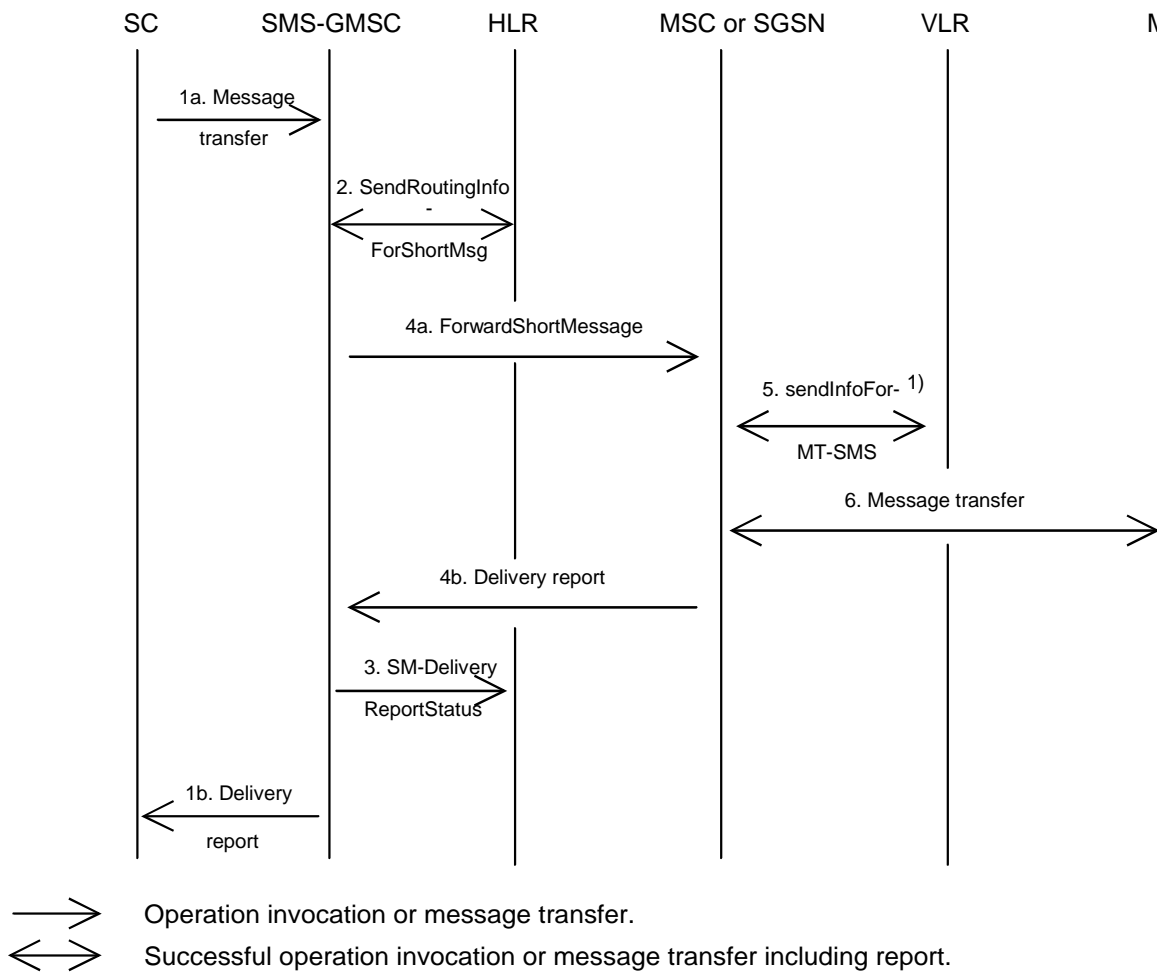 SC SMS-GMSC HLR MSC or SGSN VLR M
1a. Message
transfer
2. SendRoutingInfo
-
ForShortMsg
4a. ForwardShortMessage
5. sendInfoFor- 1)
MT-SMS
6. Message transfer
4b. Delivery report
3. SM-Delivery
ReportStatus
1b. Delivery
report
Operation invocation or message transfer.
Successful operation invocation or message transfer including report.